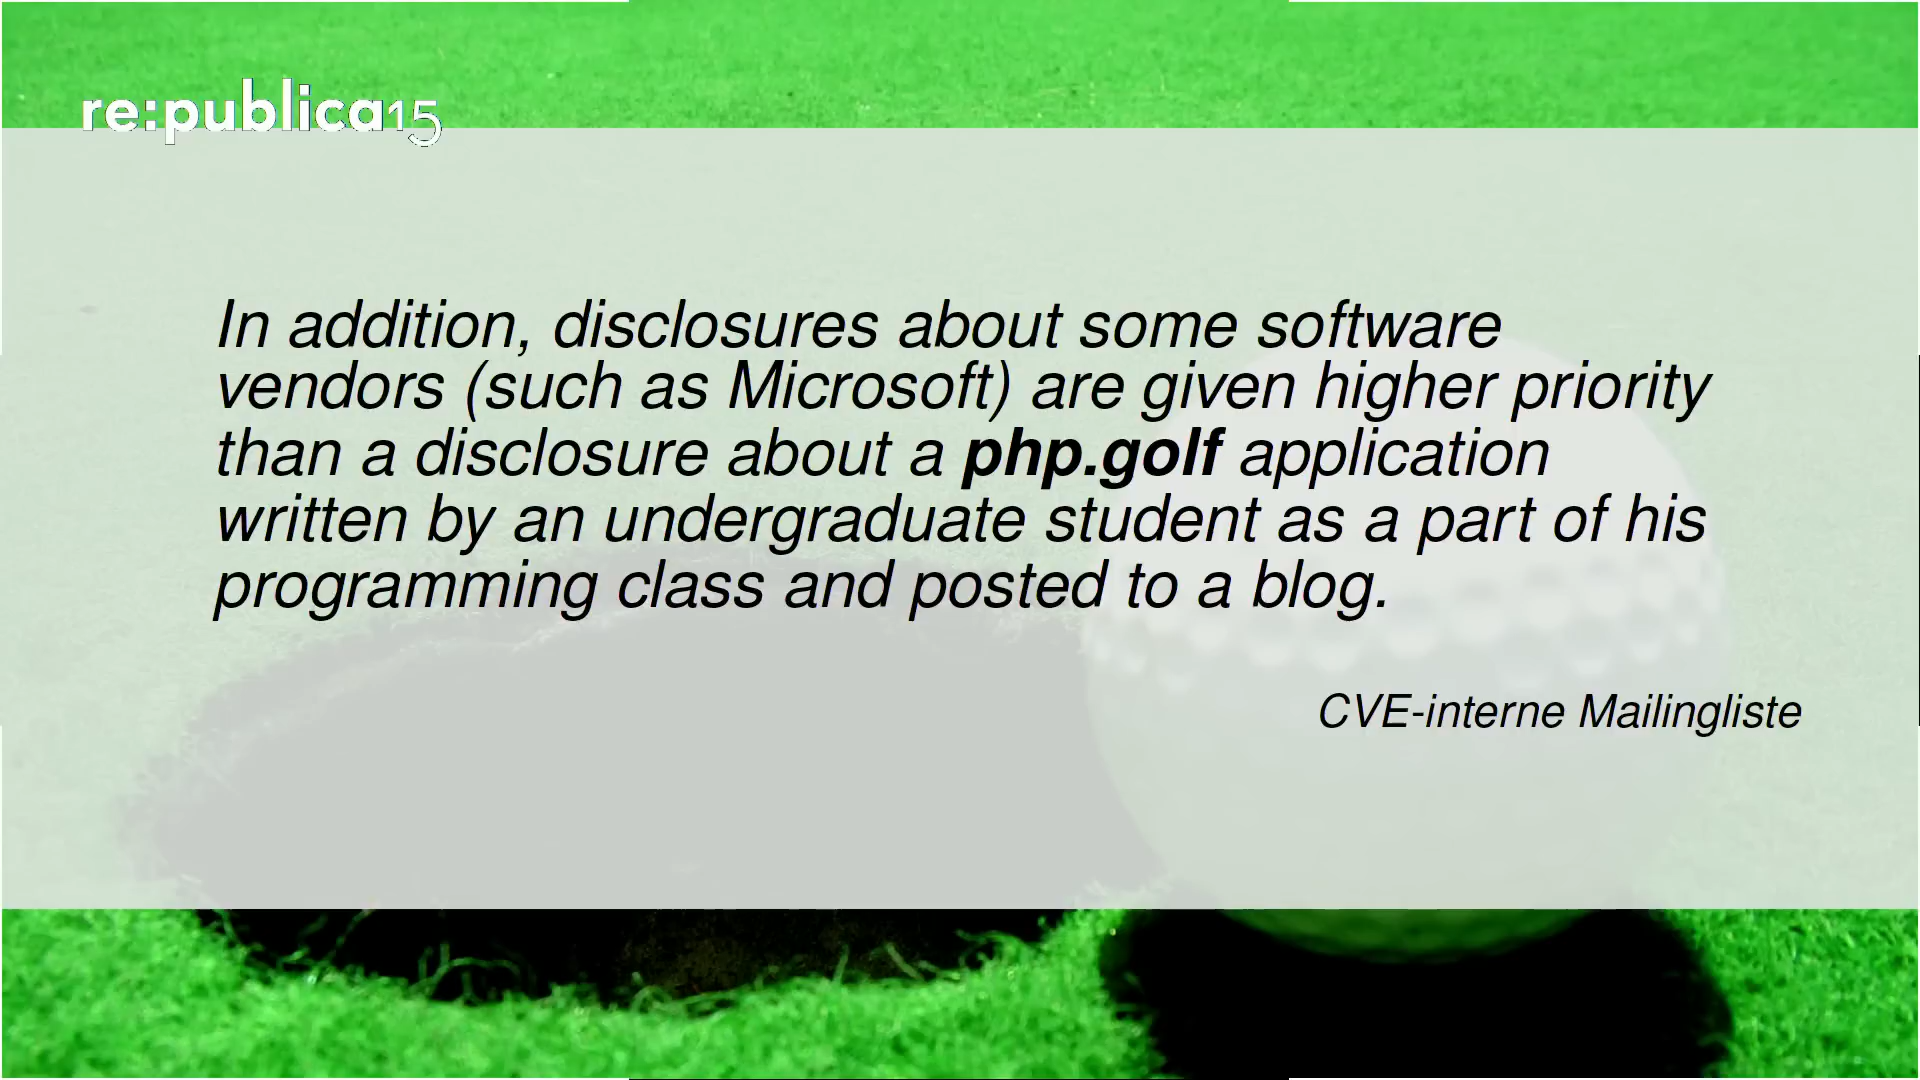 re:publica15
In addition, disclosures about some software
vendors (such as Microsoft) are given higher priority
than a disclosure about a php.golf application
written by an undergraduate student as a part of his
programming class and posted to a blog.
CVE-interne Mailingliste